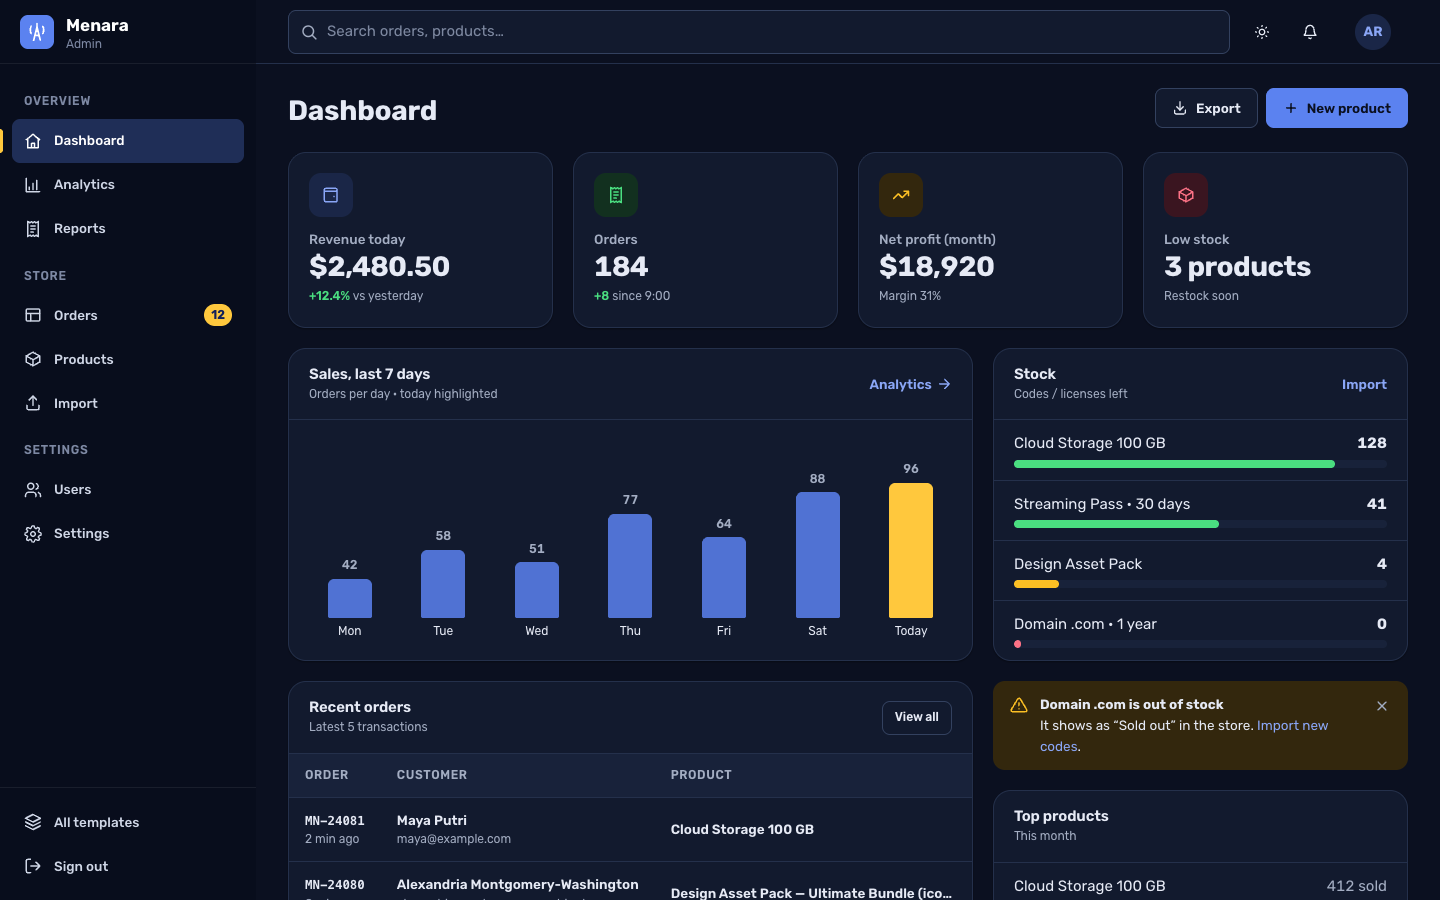 Menara
Admin
Search orders, products…
AR
OVERVIEW
Dashboard
Analytics
Reports
STORE
Orders 12
Products
Import
SETTINGS
Users
Settings
All templates
Sign out
Dashboard
Export
New product
Revenue today
$2,480.50
+12.4% vs yesterday
Orders
184
+8 since 9:00
Net profit (month)
$18,920
Margin 31%
Low stock
3 products
Restock soon
Sales, last 7 days
Orders per day • today highlighted
Analytics
42
58
51
77
64
88
96
Mon
Tue
Wed
Thu
Fri
Sat
Today
Stock
Codes / licenses left
Import
Cloud Storage 100 GB 128
Streaming Pass • 30 days 41
Design Asset Pack 4
Domain .com • 1 year 0
Recent orders
Latest 5 transactions
View all
ORDER CUSTOMER PRODUCT
MN-24081 Maya Putri Cloud Storage 100 GB
2 min ago maya@example.com
MN-24080 Alexandria Montgomery-Washington Design Asset Pack — Ultimate Bundle (ico…
Domain .com is out of stock
It shows as “Sold out” in the store. Import new
codes.
Top products
This month
Cloud Storage 100 GB 412 sold